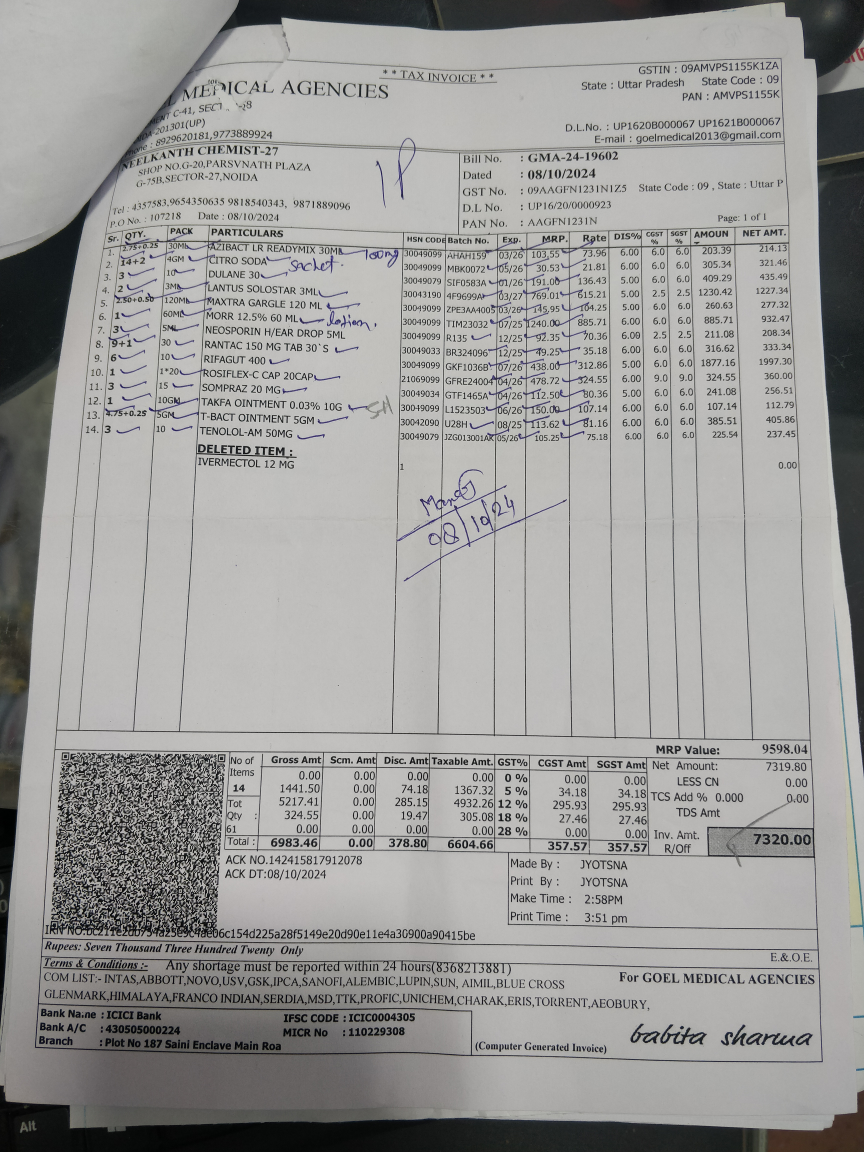 ** TAX INVOICE **
GSTIN : 09AMVPS1155K1ZA
State : Uttar Pradesh State Code : 09
PAN : AMVPS1155K
MEDICAL AGENCIES
C-41,
-201301(UP)
8929620181,9773889924
D.L.No. : UP1620B000067 UP1621B000067
E-mail : goelmedical2013@gmail.com
NEELKANTH CHEMIST-27
SHOP NO.G-20,PARSVNATH PLAZA
G-75B,SECTOR-27,NOIDA
Tel : 4357583,9654350635 9818540343, 9871889096
P.O No. : 107218 Date : 08/10/2024
1P
Bill No. : GMA-24-19602
Dated : 08/10/2024
GST No. : 09AAGFN1231N1Z5 State Code : 09 , State : Uttar P
D.L No. : UP16/20/0000923
PAN No. : AAGFN1231N Page: 1 of 1
Sr. QTY. PACK PARTICULARS HSN CODE Batch No. Exp. MRP. Rate DIS% CGST % SGST % AMOUN NET AMT.
1. 2.75+0.25 30ML AZIBACT LR READYMIX 30ML 100mg 30049099 AHAH159 03/26 103.55 73.96 6.00 6.0 6.0 203.39 214.13
2. 14+2 4GM CITRO SODA sachet. 30049099 MBK0072 05/26 30.53 21.81 6.00 6.0 6.0 305.34 321.46
3. 3 10 DULANE 30 30049079 SIF0583A 01/26 191.00 136.43 5.00 6.0 6.0 409.29 435.49
4. 2 3ML LANTUS SOLOSTAR 3ML 30043190 4F9699A 03/27 769.01 615.21 5.00 2.5 2.5 1230.42 1227.34
5. 2.50+0.50 120ML MAXTRA GARGLE 120 ML 30049099 ZPE3AA4005 03/26 145.95 104.25 5.00 6.0 6.0 260.63 277.32
6. 1 60ML MORR 12.5% 60 ML lotion, 30049099 TIM23032 07/25 1240.00 885.71 6.00 6.0 6.0 885.71 932.47
7. 3 5ML NEOSPORIN H/EAR DROP 5ML 30049099 R135 12/25 92.35 70.36 6.00 2.5 2.5 211.08 208.34
8. 9+1 30 RANTAC 150 MG TAB 30`S 30049033 BR324096 12/25 49.25 35.18 6.00 6.0 6.0 316.62 333.34
9. 6 10 RIFAGUT 400 30049099 GKF1036B 07/26 438.00 312.86 5.00 6.0 6.0 1877.16 1997.30
10. 1 1*20 ROSIFLEX-C CAP 20CAP 21069099 GFRE24004 04/26 478.72 324.55 6.00 9.0 9.0 324.55 360.00
11. 3 15 SOMPRAZ 20 MG 30049034 GTF1465A 04/26 112.50 80.36 5.00 6.0 6.0 241.08 256.51
12. 1 10GM TAKFA OINTMENT 0.03% 10G 30049099 L1523503 06/26 150.00 107.14 6.00 6.0 6.0 107.14 112.79
13. 4.75+0.25 5GM T-BACT OINTMENT 5GM 30042090 U28H 08/25 113.62 81.16 6.00 6.0 6.0 385.51 405.86
14. 3 10 TENOLOL-AM 50MG 30049079 JZG013001AK 05/26 105.25 75.18 6.00 6.0 6.0 225.54 237.45
DELETED ITEM :
IVERMECTOL 12 MG 1 0.00
08/10/24
MRP Value: 9598.04
No of Items Gross Amt Scm. Amt Disc. Amt Taxable Amt. GST% CGST Amt SGST Amt
0.00 0.00 0.00 0.00 0 % 0.00 0.00
14 1441.50 0.00 74.18 1367.32 5 % 34.18 34.18
Tot 5217.41 0.00 285.15 4932.26 12 % 295.93 295.93
Qty : 324.55 0.00 19.47 305.08 18 % 27.46 27.46
61 0.00 0.00 0.00 0.00 28 % 0.00 0.00
Total : 6983.46 0.00 378.80 6604.66 357.57 357.57
Net Amount: 7319.80
LESS CN 0.00
TCS Add % 0.000 0.00
TDS Amt
Inv. Amt. 7320.00
R/Off
ACK NO.142415817912078
ACK DT:08/10/2024
Made By : JYOTSNA
Print By : JYOTSNA
Make Time : 2:58PM
Print Time : 3:51 pm
Rupees: Seven Thousand Three Hundred Twenty Only
E.&O.E.
Terms & Conditions :- Any shortage must be reported within 24 hours(8368213881)
COM LIST:- INTAS,ABBOTT,NOVO,USV,GSK,IPCA,SANOFI,ALEMBIC,LUPIN,SUN, AIMIL,BLUE CROSS
GLENMARK,HIMALAYA,FRANCO INDIAN,SERDIA,MSD,TTK,PROFIC,UNICHEM,CHARAK,ERIS,TORRENT,AEOBURY,
For GOEL MEDICAL AGENCIES
Bank Name : ICICI Bank IFSC CODE : ICIC0004305
Bank A/C : 430505000224 MICR No : 110229308
Branch : Plot No 187 Saini Enclave Main Roa
(Computer Generated Invoice)
babita sharma
Alt